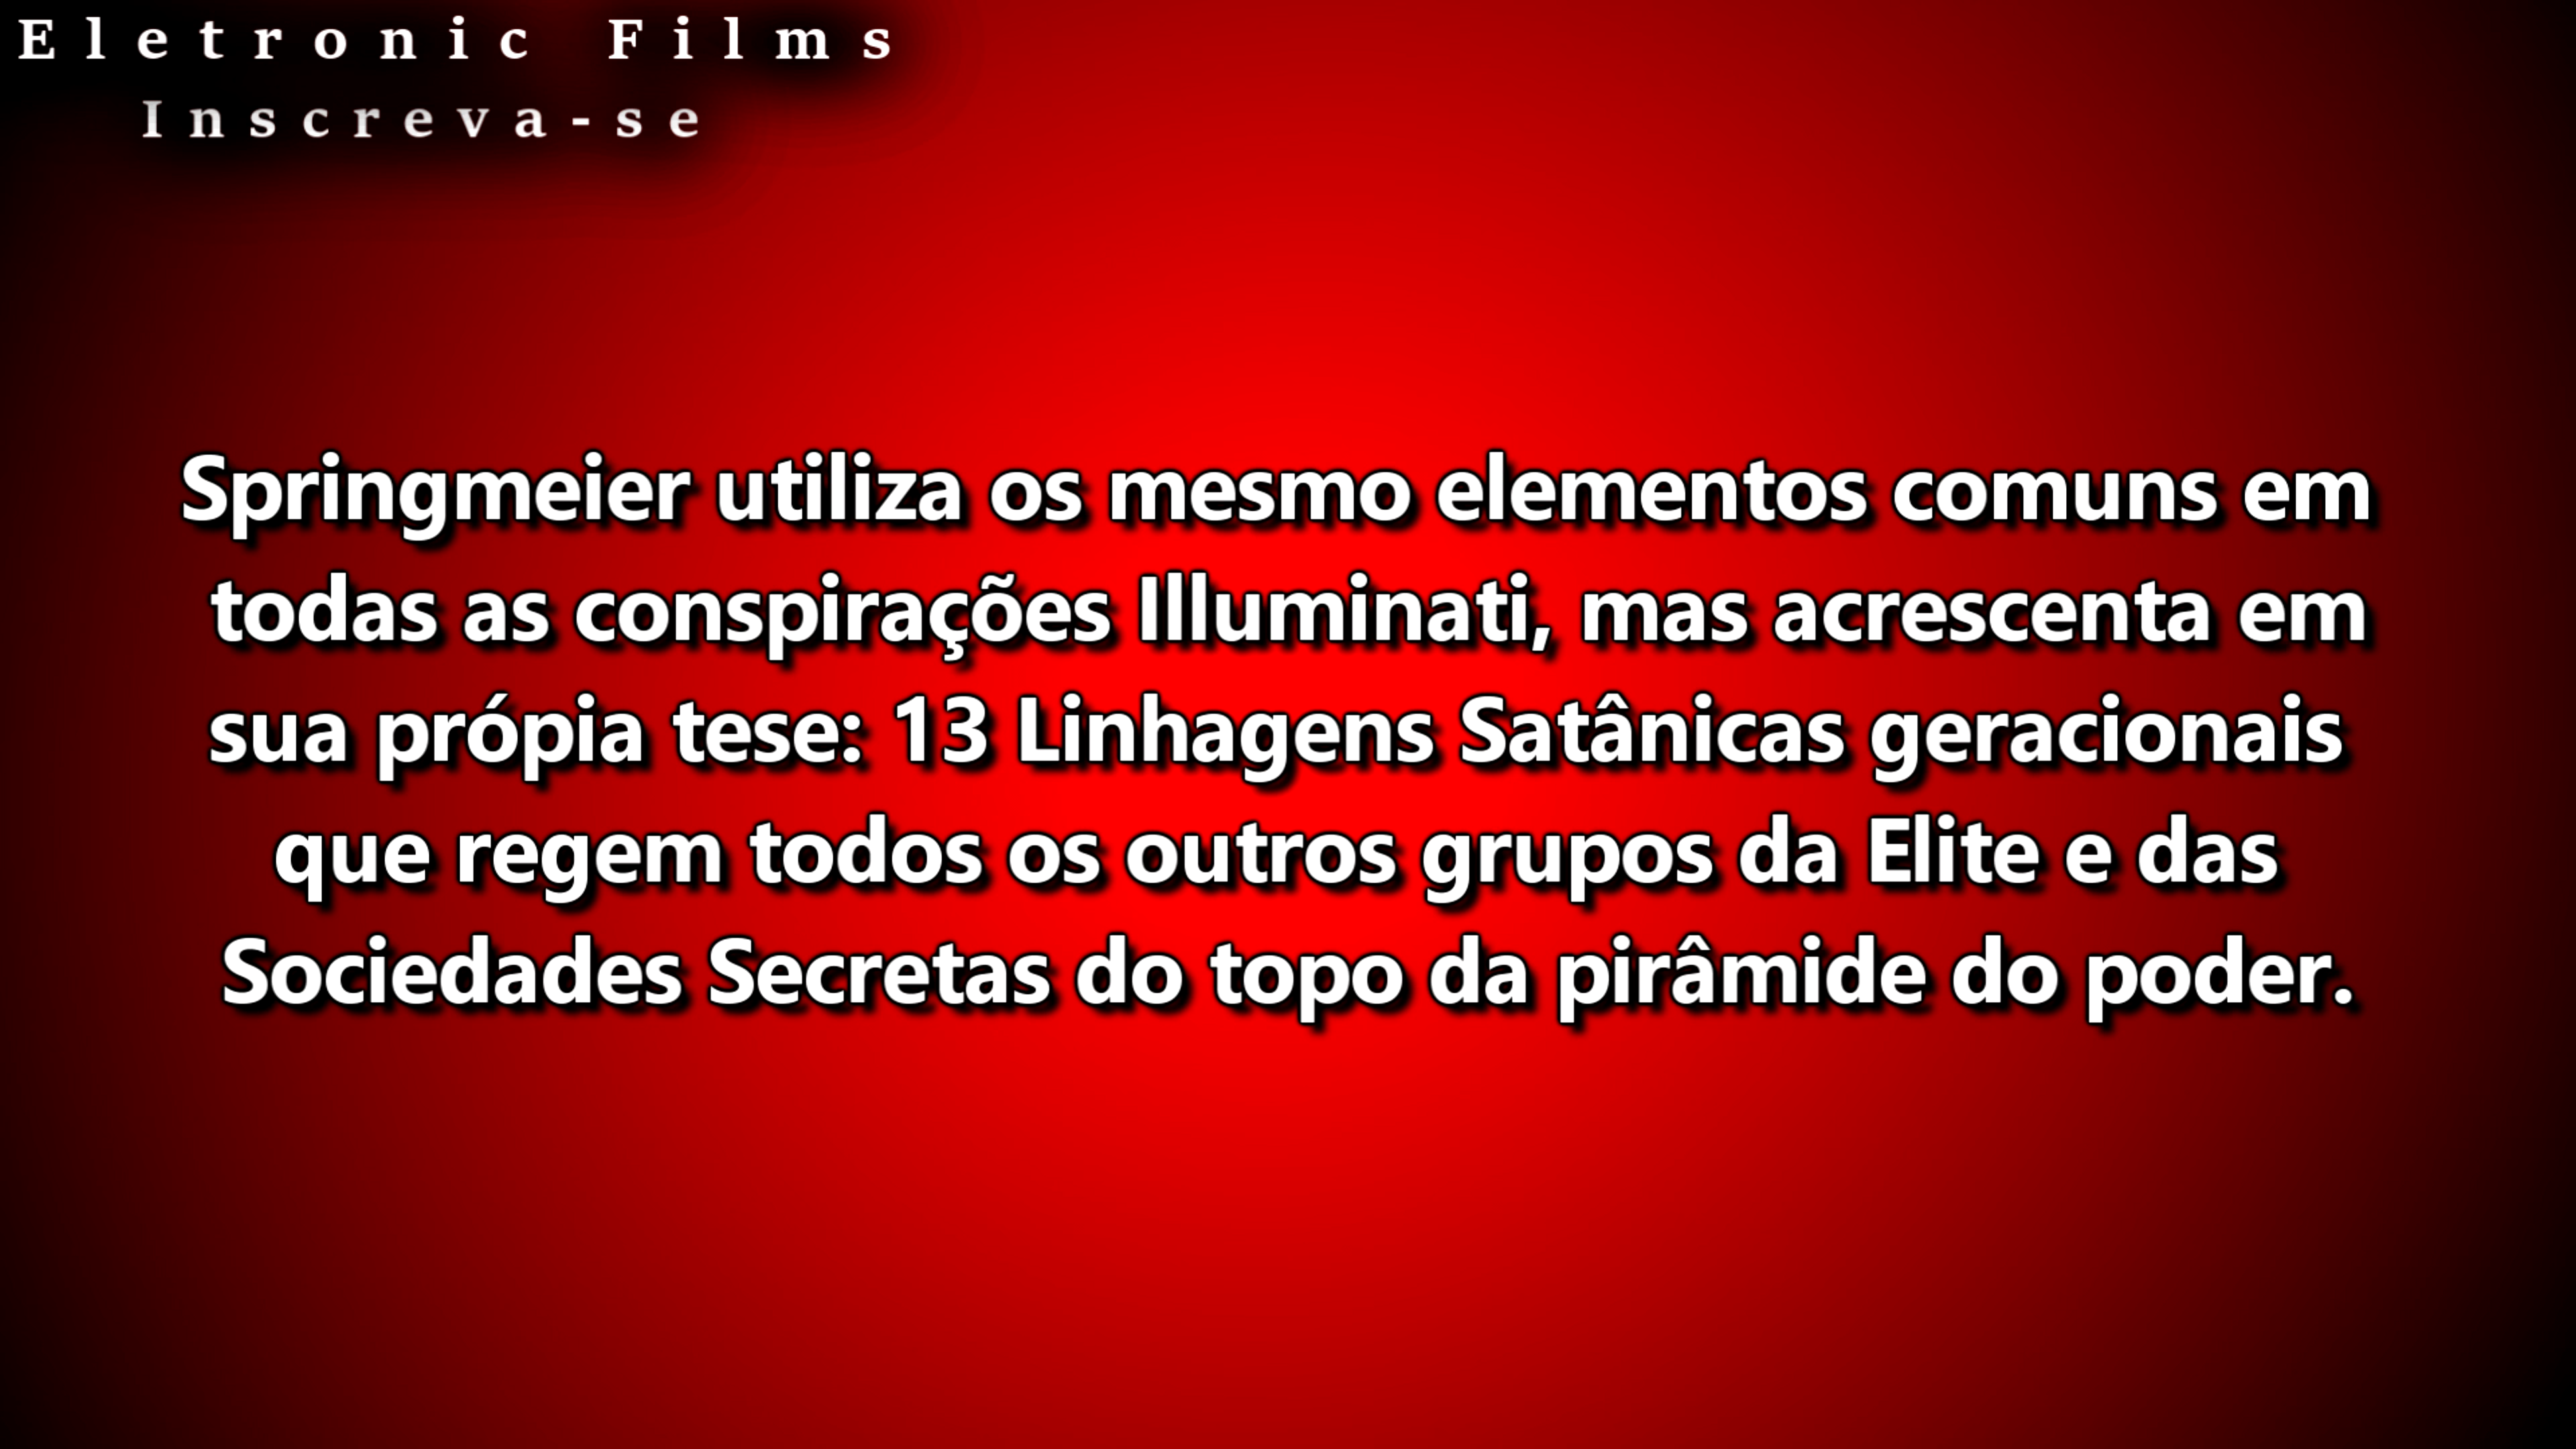 Eletronic Films
Inscreva-se
Springmeier utiliza os mesmo elementos comuns em
todas as conspirações Illuminati, mas acrescenta em
sua própia tese: 13 Linhagens Satânicas geracionais
que regem todos os outros grupos da Elite e das
Sociedades Secretas do topo da pirâmide do poder.